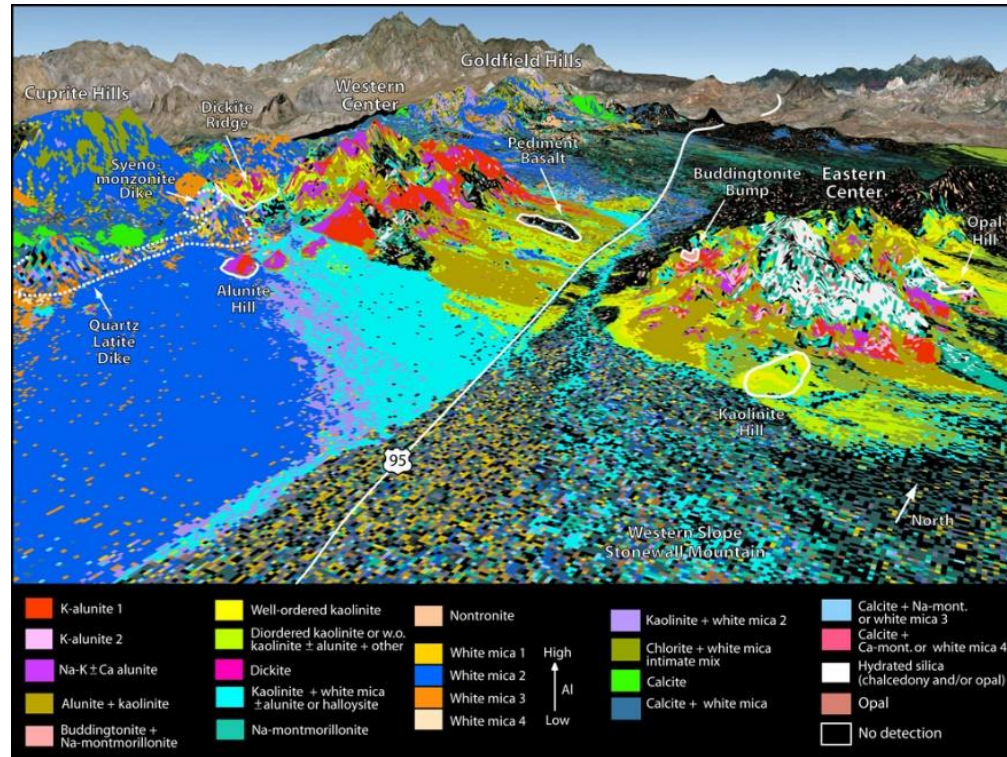 Goldfield Hills
Western
Center
Cuprite Hills
Dickite
Ridge
Syeno-
monzonite
Dike
Pediment
Basalt
Buddingtonite
Bump
Eastern
Center
Opal
Hill
Alunite
Hill
Quartz
Latite
Dike
Kaolinite
Hill
95
North
Western Slope
Stonewall Mountain
K-alunite 1
K-alunite 2
Na-K ± Ca alunite
Alunite + kaolinite
Buddingtonite +
Na-montmorillonite
Well-ordered kaolinite
Diordered kaolinite or w.o.
kaolinite ± alunite + other
Dickite
Kaolinite + white mica
±alunite or halloysite
Na-montmorillonite
Nontronite
White mica 1
White mica 2
White mica 3
White mica 4
High
Al
Low
Kaolinite + white mica 2
Chlorite + white mica
intimate mix
Calcite
Calcite + white mica
Calcite + Na-mont.
or white mica 3
Calcite +
Ca-mont. or white mica 4
Hydrated silica
(chalcedony and/or opal)
Opal
No detection